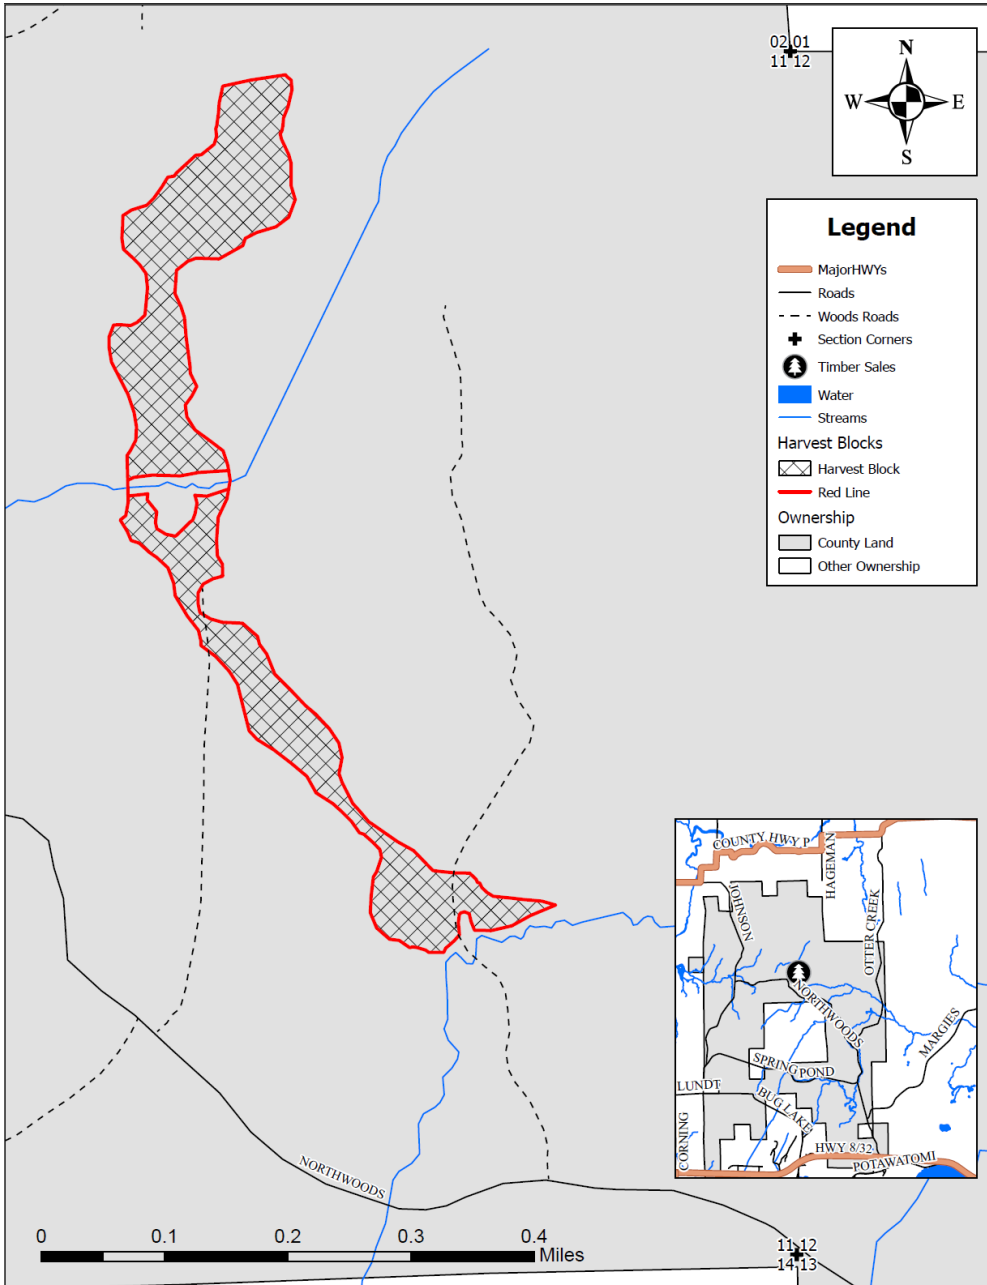 02 01
11 12
N
W E
S
Legend
MajorHWYs
Roads
Woods Roads
Section Corners
Timber Sales
Water
Streams
Harvest Blocks
Harvest Block
Red Line
Ownership
County Land
Other Ownership
COUNTY HWY P
HAGEMAN
JOHNSON
OTTER CREEK
NORTHWOODS
MARGIES
SPRING POND
LUNDT
BUG LAKE
CORNING
HWY 8/32
POTAWATOMI
NORTHWOODS
0 0.1 0.2 0.3 0.4
Miles
11 12
14 13